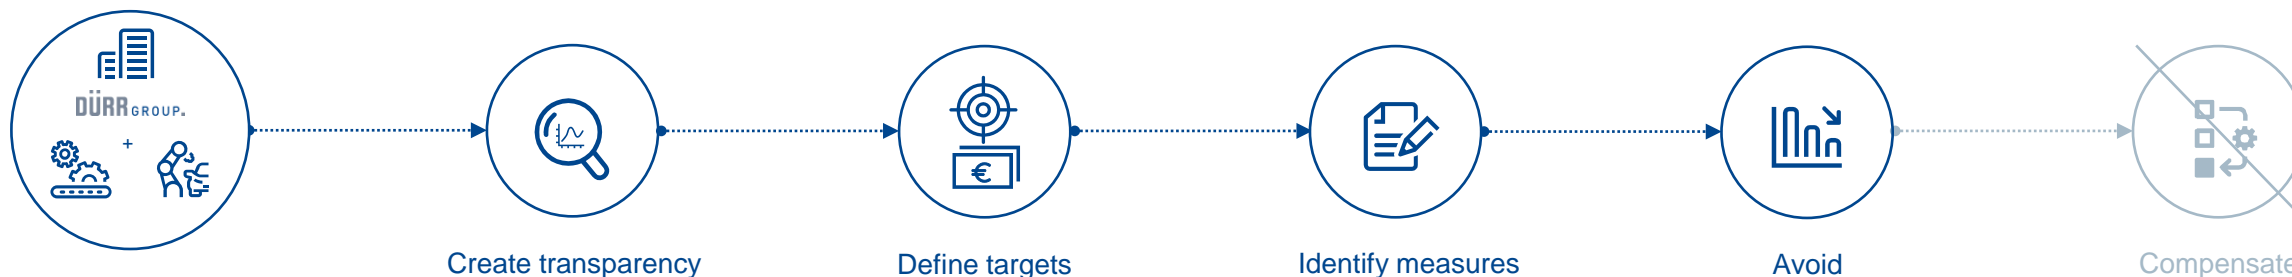 DÜRR GROUP.
+
€
Create transparency
Define targets
Identify measures
Avoid
Compensate